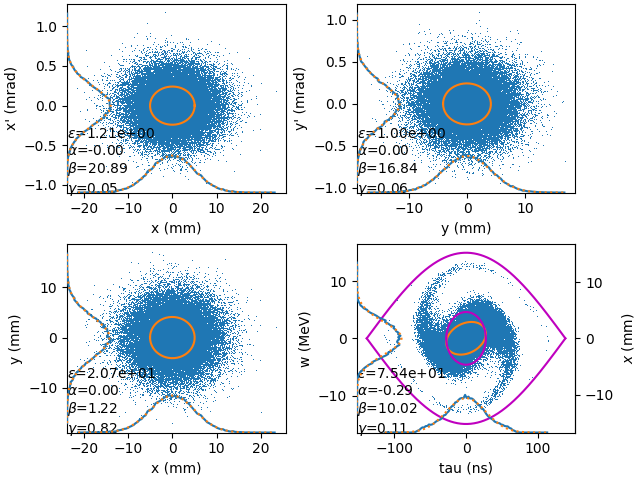 1.0
0.5
0.0
−0.5
−1.0
x' (mrad)
ε=1.21e+00
α=-0.00
β=20.89
γ=0.05
−20 −10 0 10 20
x (mm)
1.0
0.5
0.0
−0.5
−1.0
y' (mrad)
ε=1.00e+00
α=0.00
β=16.84
γ=0.06
−10 0 10
y (mm)
10
0
−10
y (mm)
ε=2.07e+01
α=0.00
β=1.22
γ=0.82
−20 −10 0 10 20
x (mm)
10
0
−10
w (MeV)
ε=7.54e+01
α=-0.29
β=10.02
γ=0.11
−100 0 100
tau (ns)
10
0
−10
x (mm)